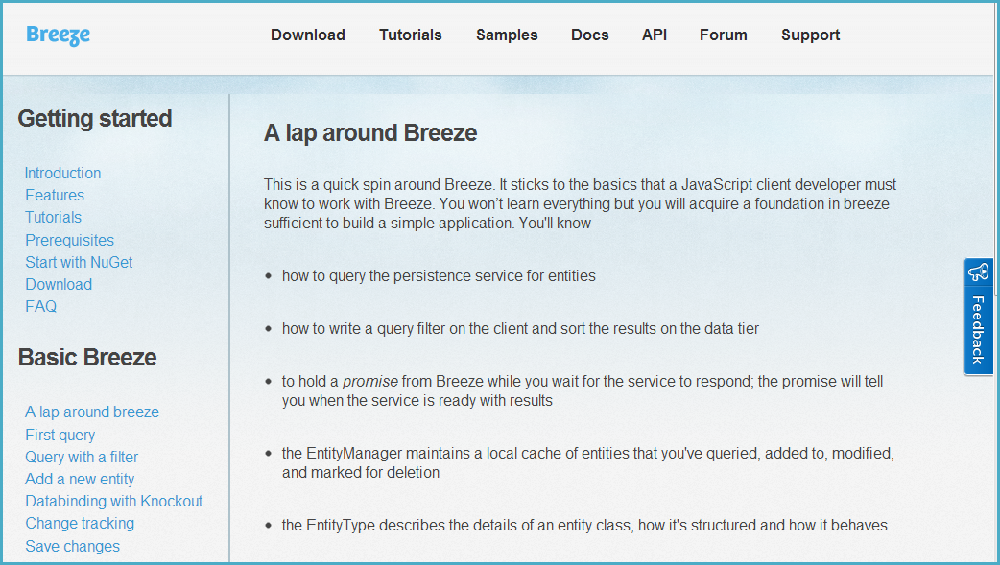 Breeze
Download Tutorials Samples Docs API Forum Support
Getting started
Introduction
Features
Tutorials
Prerequisites
Start with NuGet
Download
FAQ
Basic Breeze
A lap around breeze
First query
Query with a filter
Add a new entity
Databinding with Knockout
Change tracking
Save changes
A lap around Breeze
This is a quick spin around Breeze. It sticks to the basics that a JavaScript client developer must
know to work with Breeze. You won’t learn everything but you will acquire a foundation in breeze
sufficient to build a simple application. You'll know
• how to query the persistence service for entities
• how to write a query filter on the client and sort the results on the data tier
• to hold a promise from Breeze while you wait for the service to respond; the promise will tell
you when the service is ready with results
• the EntityManager maintains a local cache of entities that you've queried, added to, modified,
and marked for deletion
• the EntityType describes the details of an entity class, how it's structured and how it behaves
Feedback